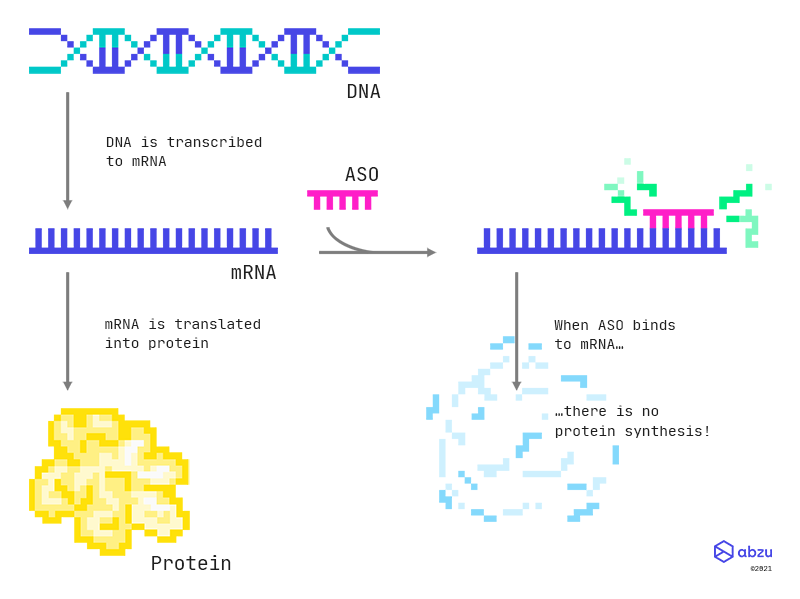 DNA
DNA is transcribed
to mRNA
ASO
mRNA
mRNA is translated
into protein
When ASO binds
to mRNA…
…there is no
protein synthesis!
Protein
abzu
©2021